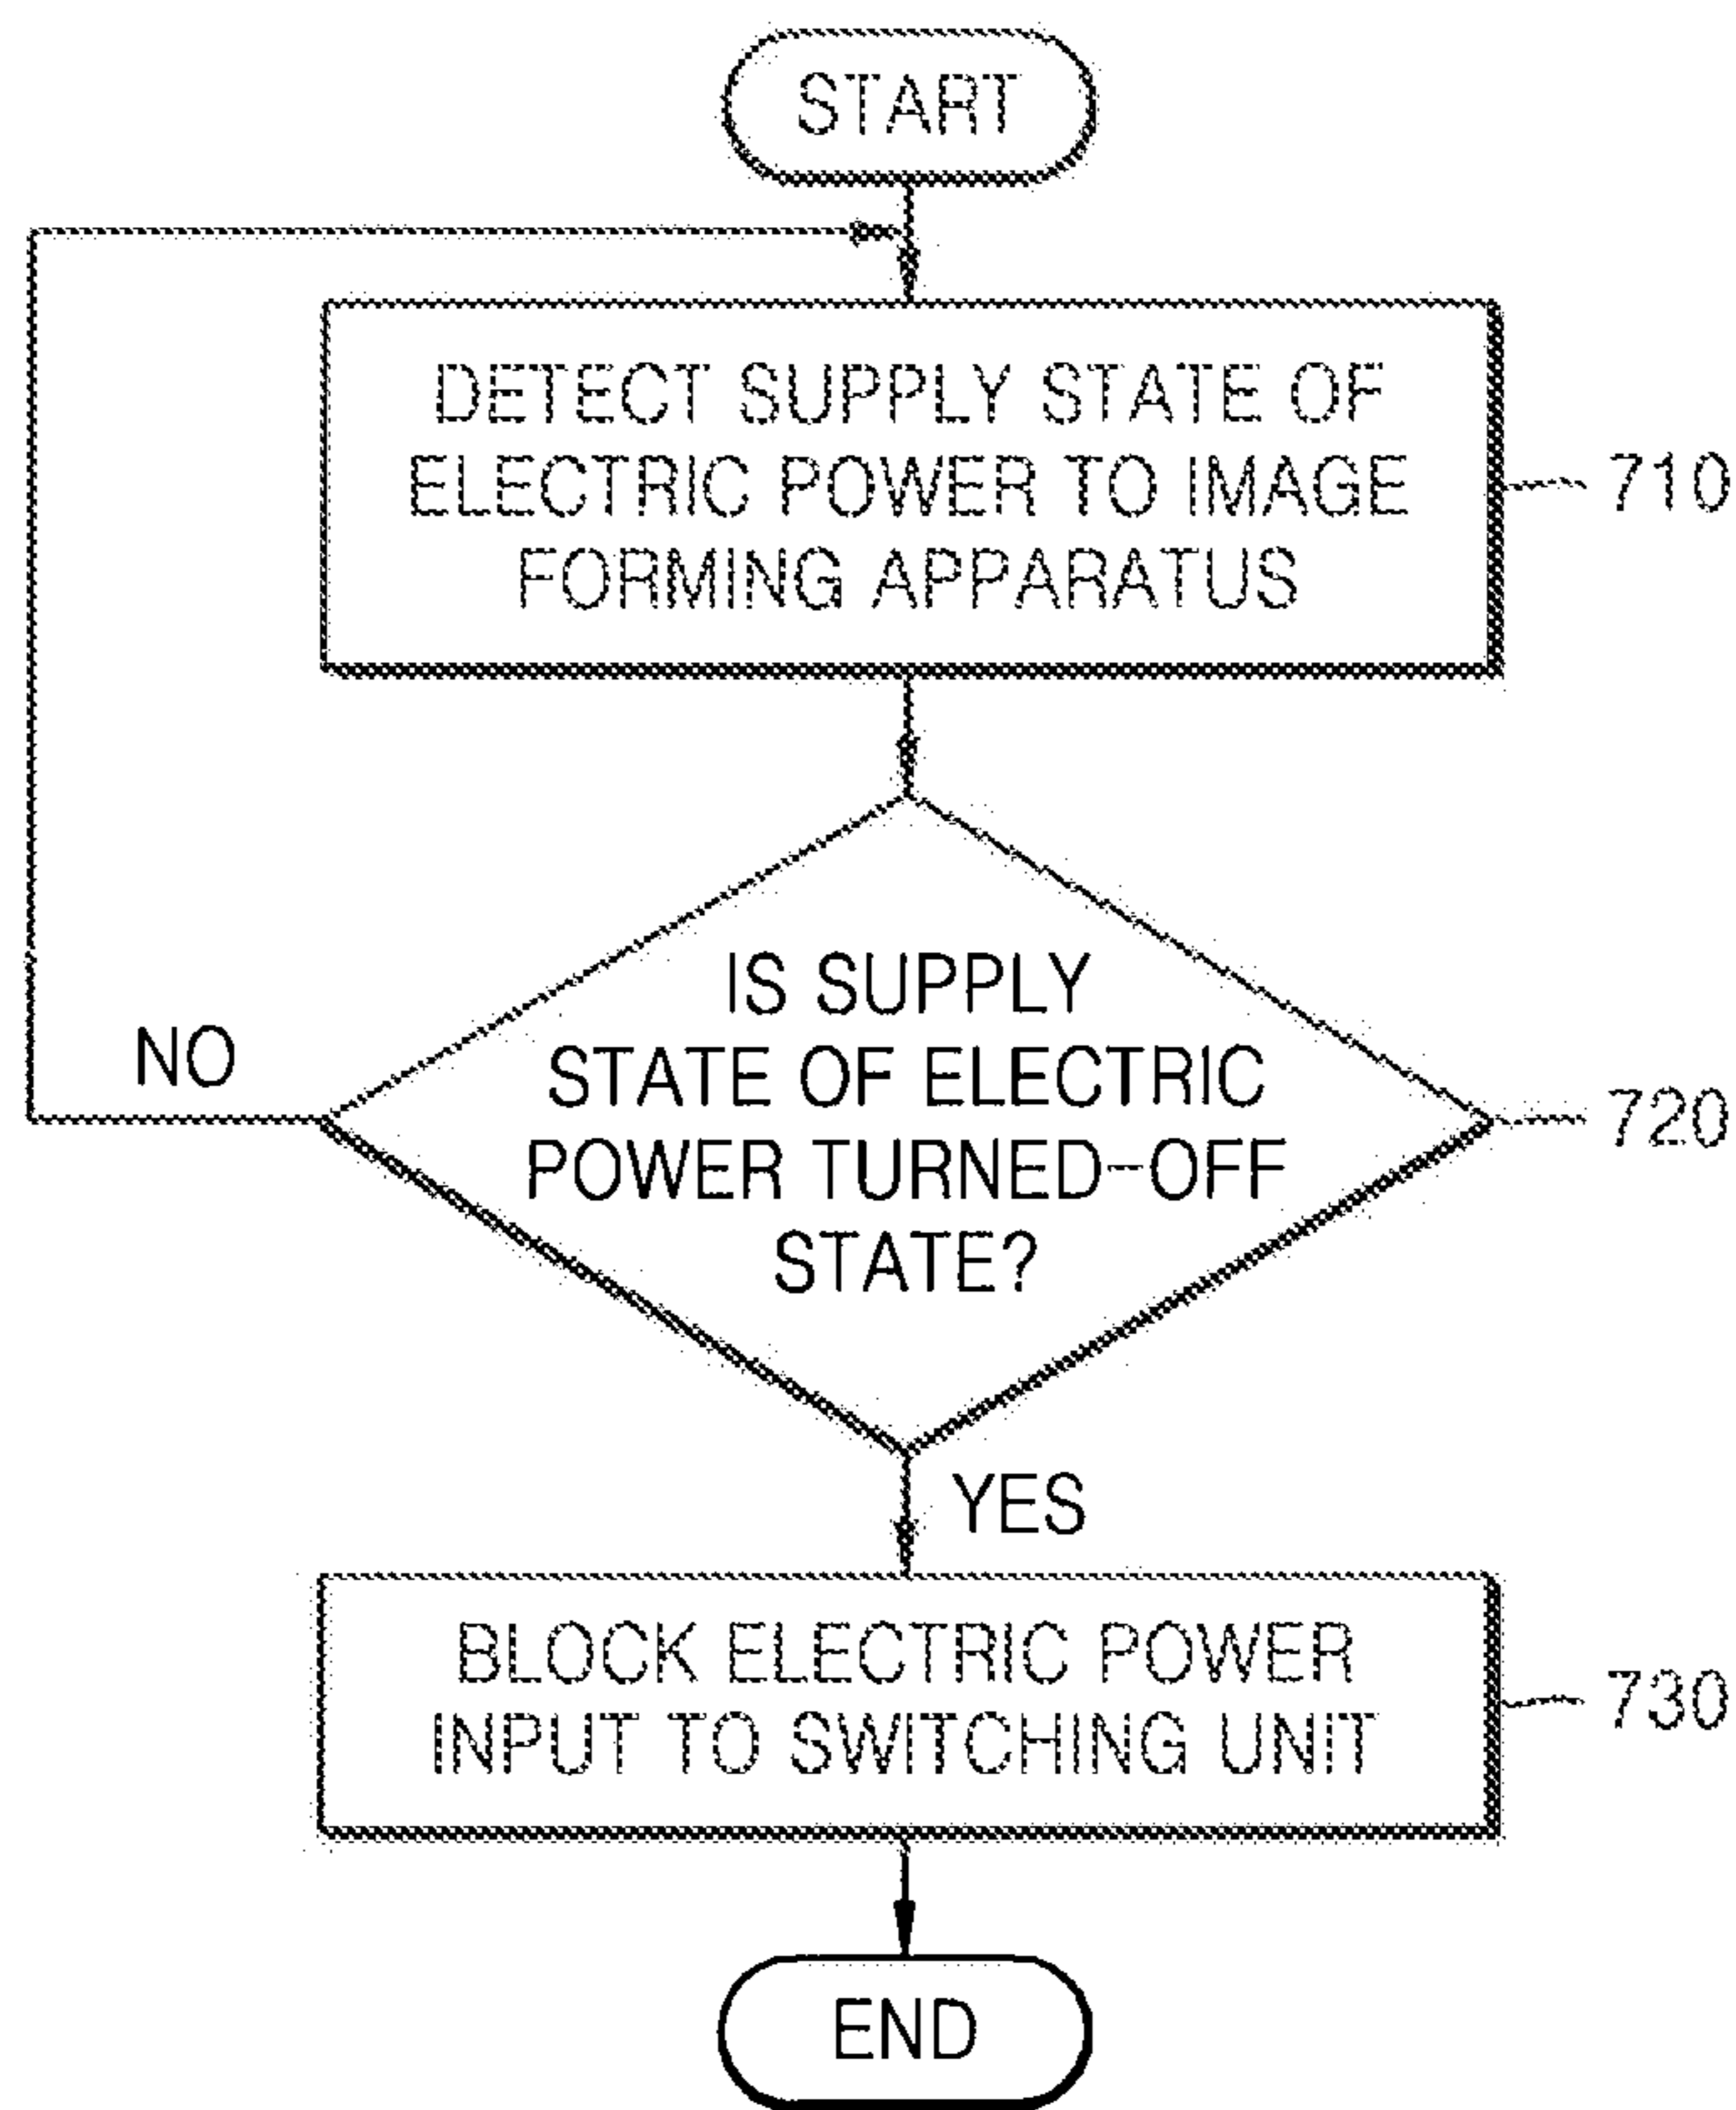 START
DETECT SUPPLY STATE OF
ELECTRIC POWER TO IMAGE
FORMING APPARATUS
710
IS SUPPLY
STATE OF ELECTRIC
POWER TURNED-OFF
STATE?
720
NO
YES
BLOCK ELECTRIC POWER
INPUT TO SWITCHING UNIT
730
END